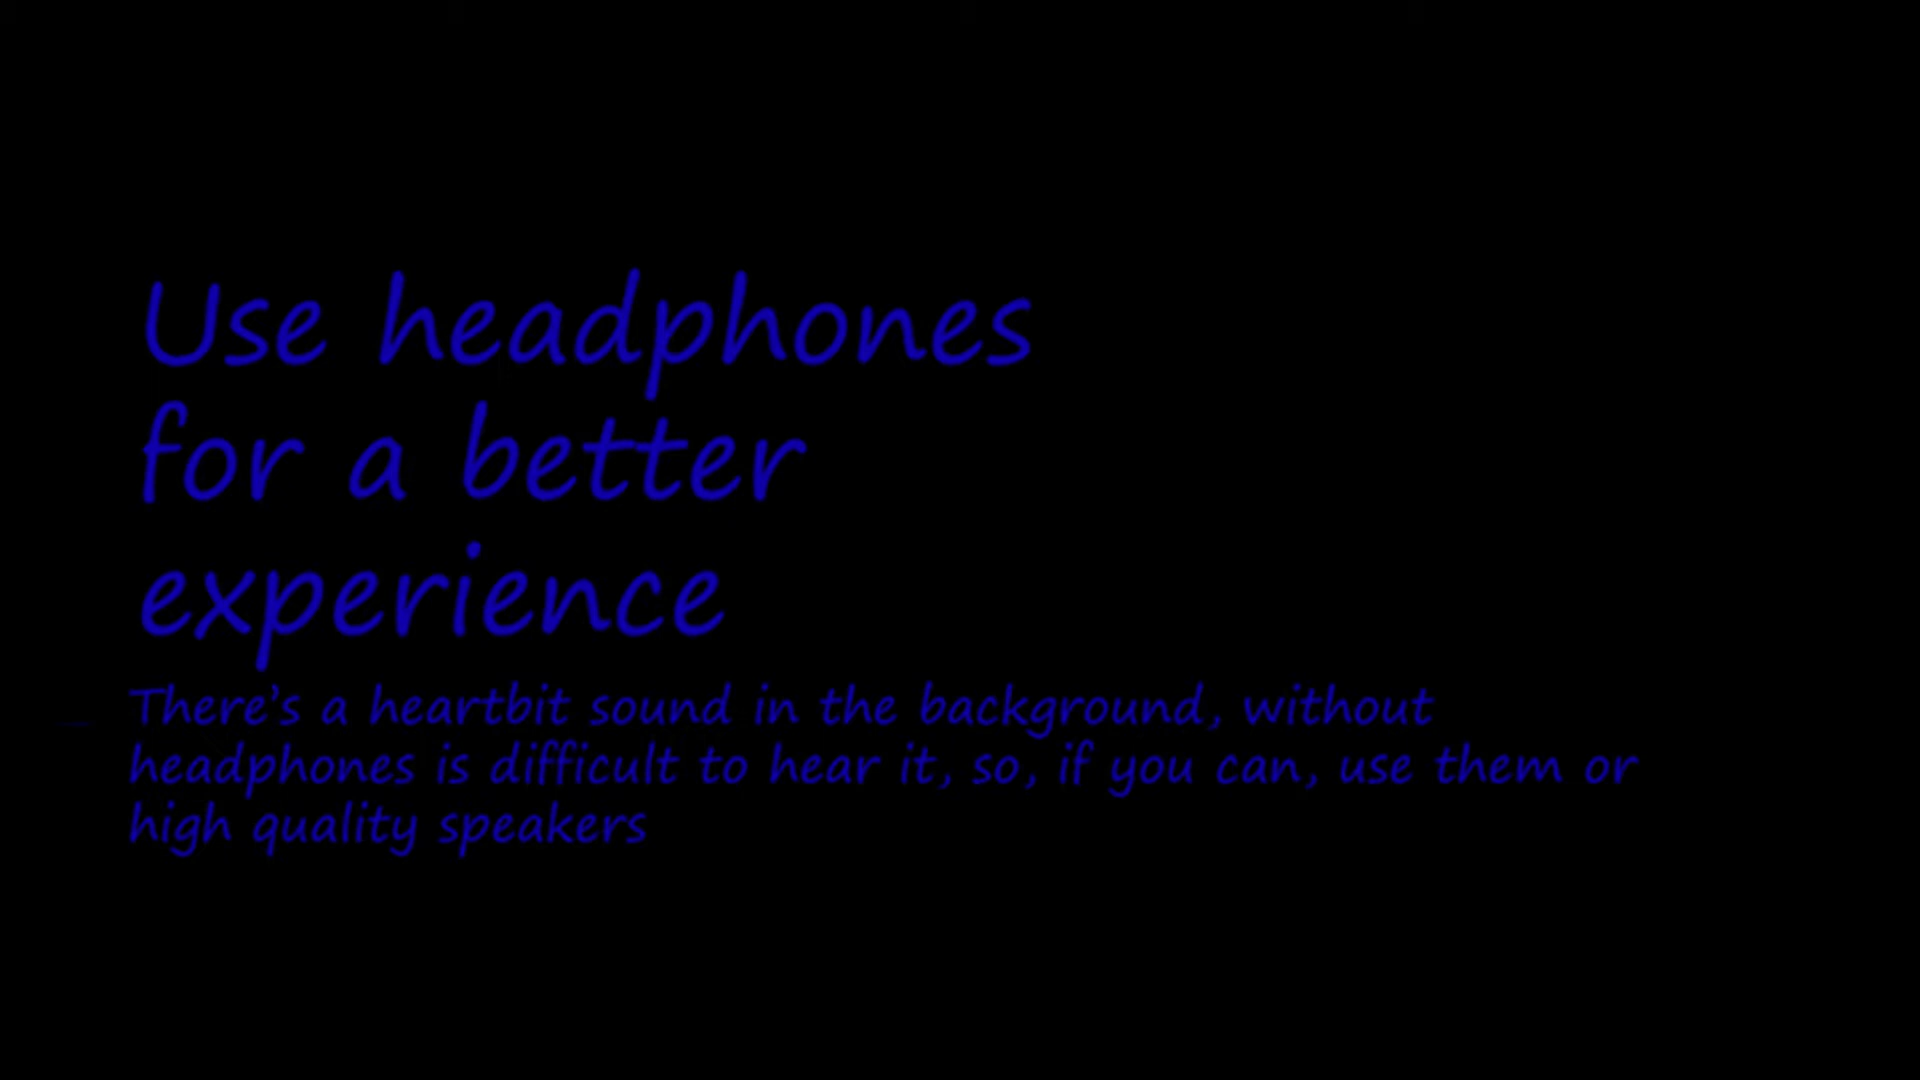 Use headphones
for a better
experience
There’s a heartbit sound in the background, without
headphones is difficult to hear it, so, if you can, use them or
high quality speakers